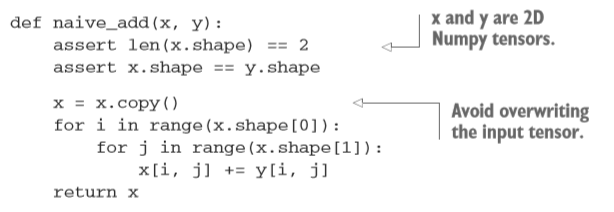 def naive_add(x, y):
    assert len(x.shape) == 2
    assert x.shape == y.shape
x and y are 2D
Numpy tensors.
    x = x.copy()
    for i in range(x.shape[0]):
        for j in range(x.shape[1]):
            x[i, j] += y[i, j]
    return x
Avoid overwriting
the input tensor.